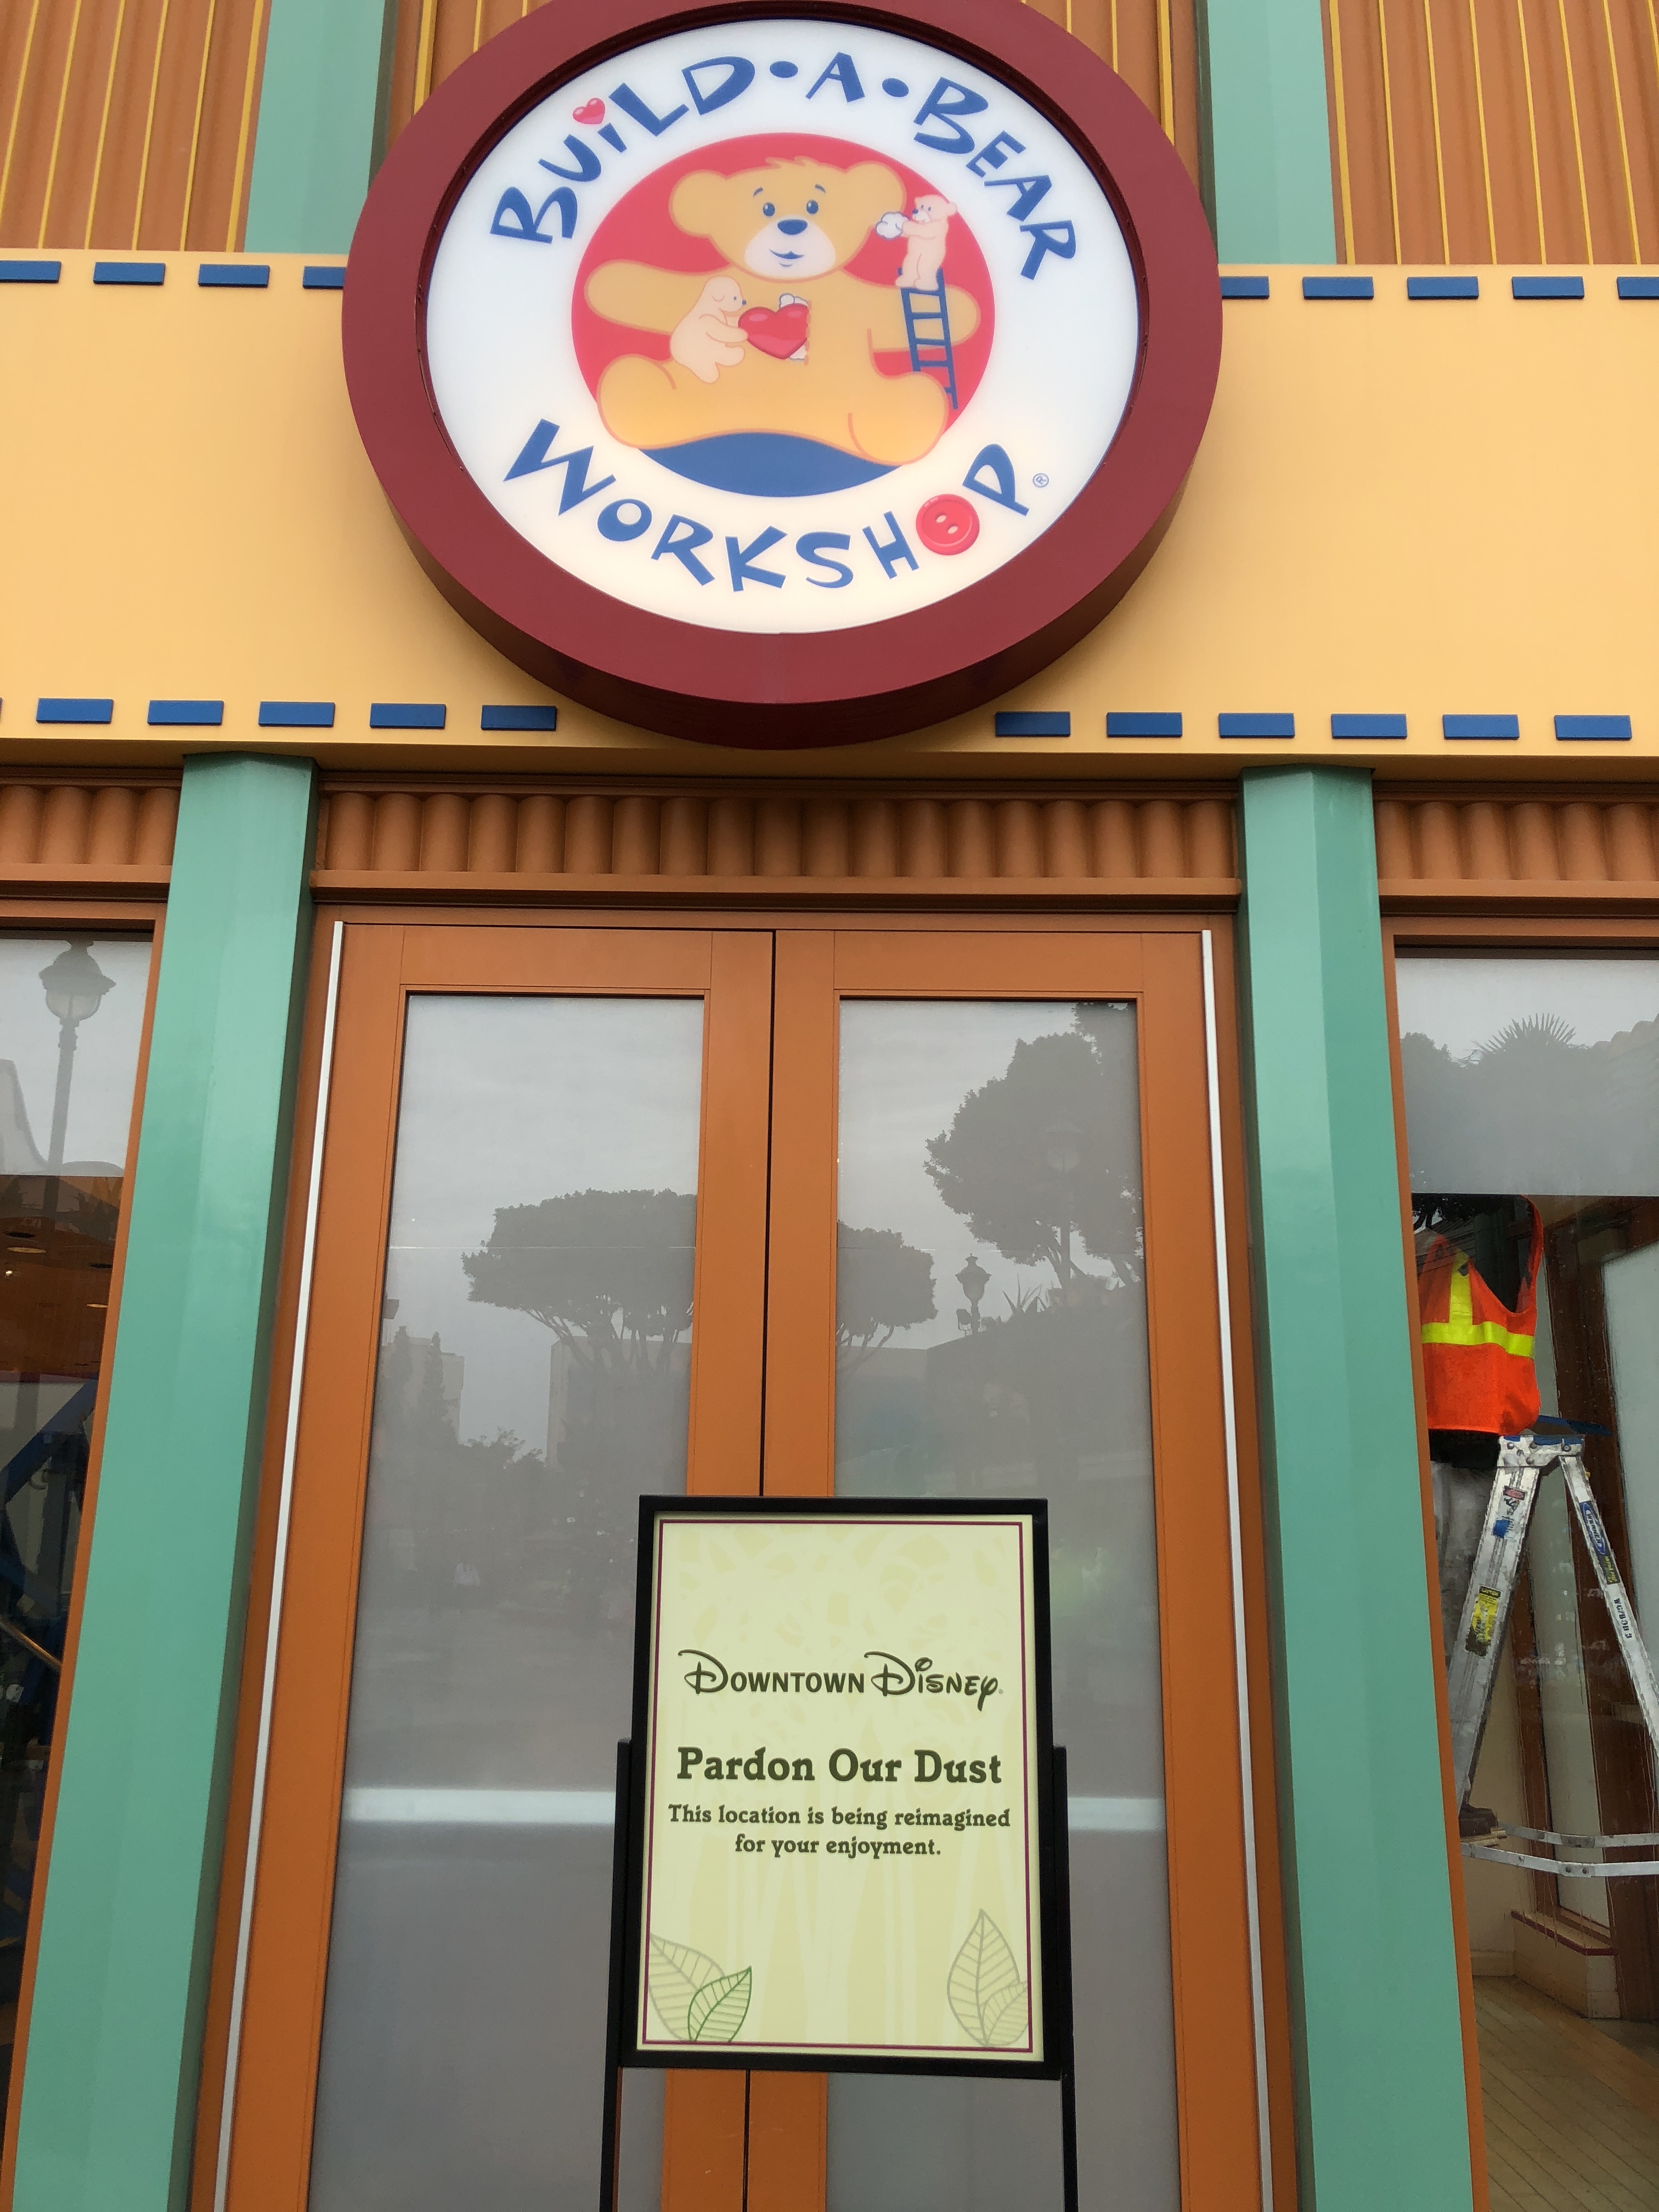 BUILD•A•BEAR
WORKSHOP®
DOWNTOWN DISNEY
Pardon Our Dust
This location is being reimagined
for your enjoyment.